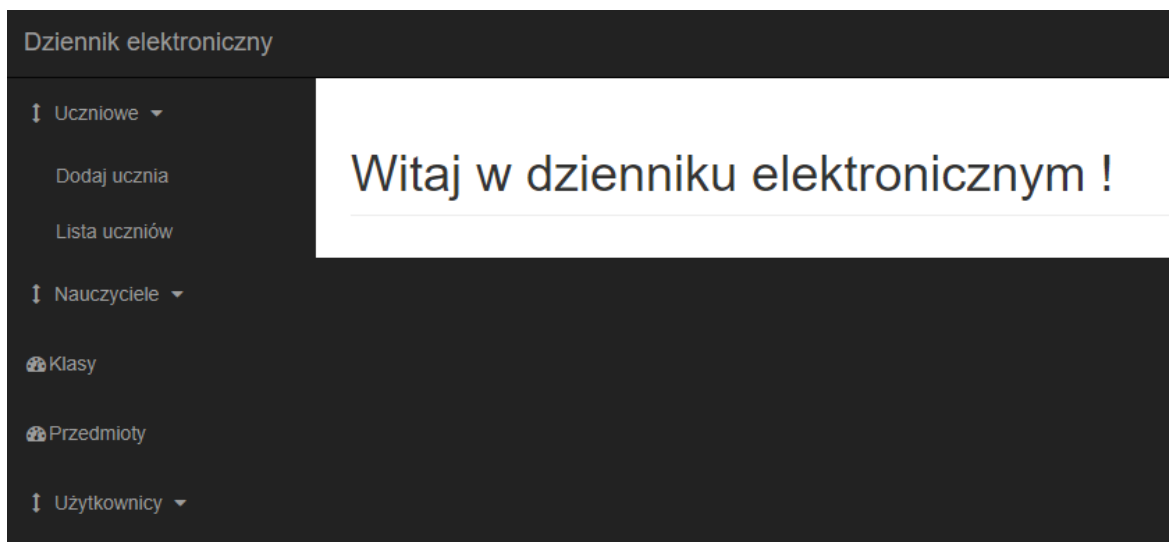 Dziennik elektroniczny
Uczniowe
Dodaj ucznia
Lista uczniów
Nauczyciele
Klasy
Przedmioty
Użytkownicy
Witaj w dzienniku elektronicznym !